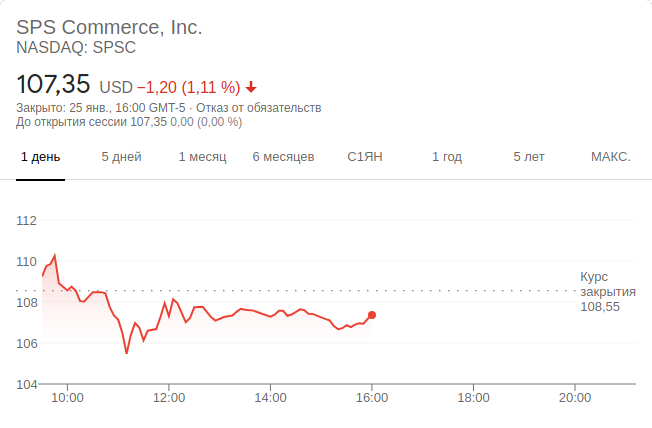 SPS Commerce, Inc.
NASDAQ: SPSC
107,35 USD −1,20 (1,11 %)
Закрыто: 25 янв., 16:00 GMT-5 · Отказ от обязательств
До открытия сессии 107,35 0,00 (0,00 %)
1 день 5 дней 1 месяц 6 месяцев С1ЯН 1 год 5 лет МАКС.
112
110
Курс
закрытия
108
108,55
106
104
10:00 12:00 14:00 16:00 18:00 20:00